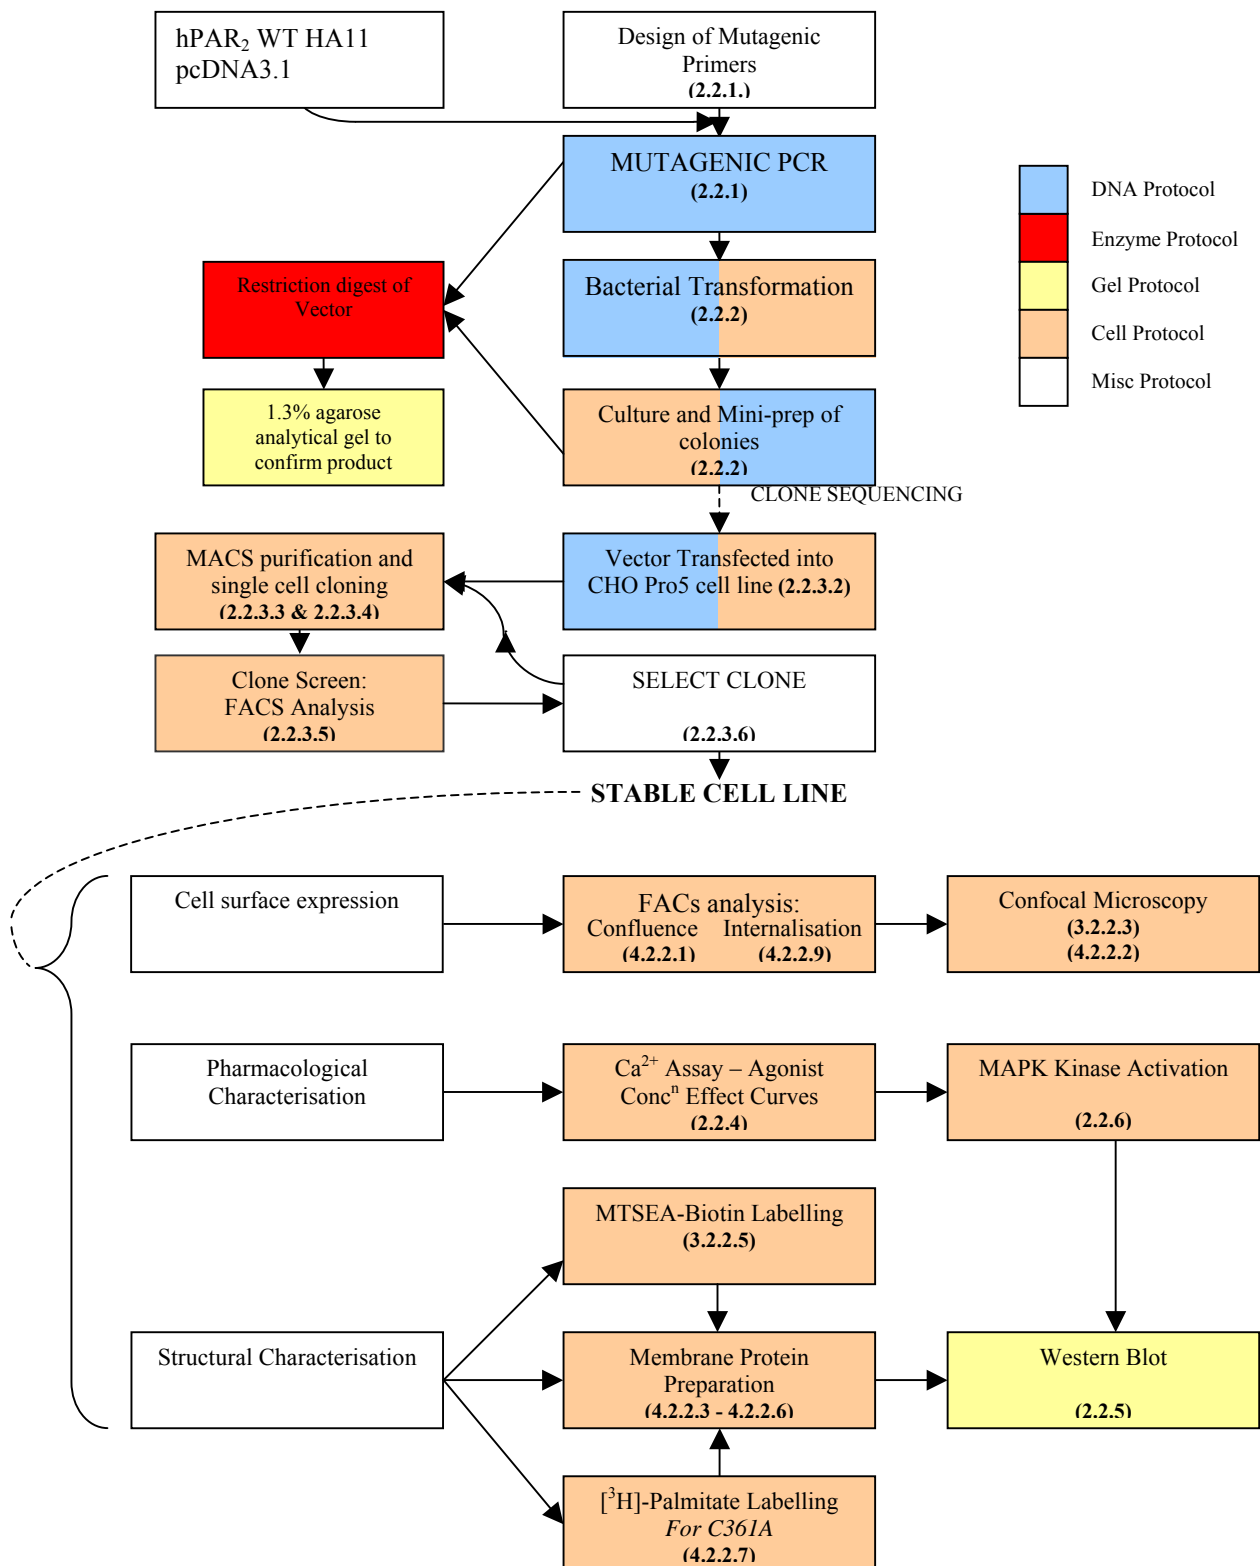 hPAR₂ WT HA11
pcDNA3.1
Design of Mutagenic
Primers
(2.2.1.)
MUTAGENIC PCR
(2.2.1)
DNA Protocol
Enzyme Protocol
Gel Protocol
Cell Protocol
Misc Protocol
Restriction digest of
Vector
Bacterial Transformation
(2.2.2)
1.3% agarose
analytical gel to
confirm product
Culture and Mini-prep of
colonies
(2.2.2)
CLONE SEQUENCING
MACS purification and
single cell cloning
(2.2.3.3 & 2.2.3.4)
Vector Transfected into
CHO Pro5 cell line (2.2.3.2)
Clone Screen:
FACS Analysis
(2.2.3.5)
SELECT CLONE
(2.2.3.6)
STABLE CELL LINE
Cell surface expression
FACs analysis:
Confluence Internalisation
(4.2.2.1) (4.2.2.9)
Confocal Microscopy
(3.2.2.3)
(4.2.2.2)
Pharmacological
Characterisation
Ca²⁺ Assay – Agonist
Concⁿ Effect Curves
(2.2.4)
MAPK Kinase Activation
(2.2.6)
MTSEA-Biotin Labelling
(3.2.2.5)
Structural Characterisation
Membrane Protein
Preparation
(4.2.2.3 - 4.2.2.6)
Western Blot
(2.2.5)
[³H]-Palmitate Labelling
For C361A
(4.2.2.7)